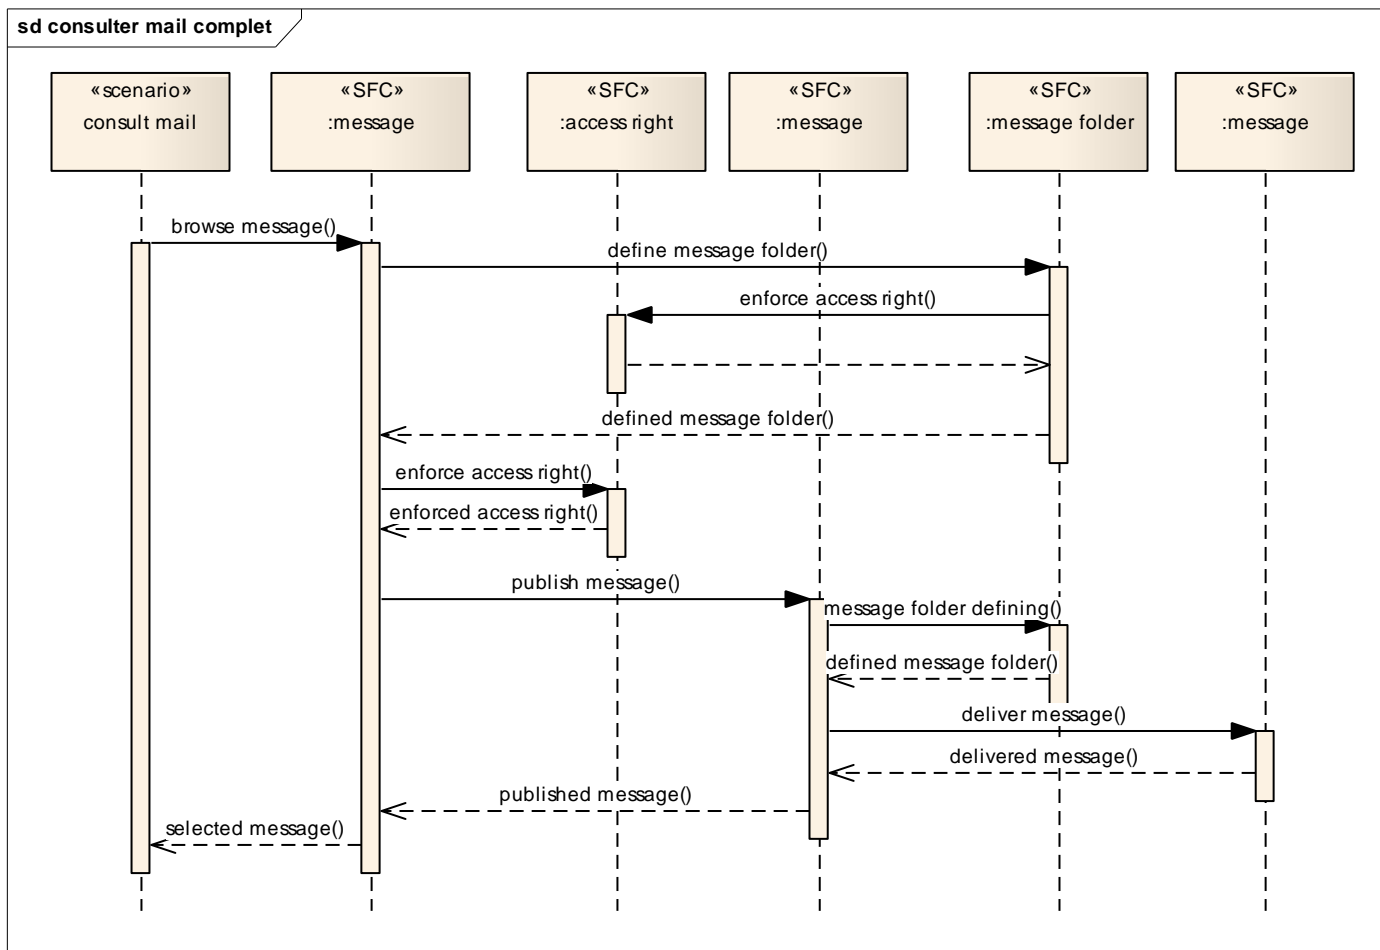 sd consulter mail complet
«scenario»
consult mail
«SFC»
:message
«SFC»
:access right
«SFC»
:message
«SFC»
:message folder
«SFC»
:message
browse message()
define message folder()
enforce access right()
defined message folder()
enforce access right()
enforced access right()
publish message()
message folder defining()
defined message folder()
deliver message()
delivered message()
published message()
selected message()